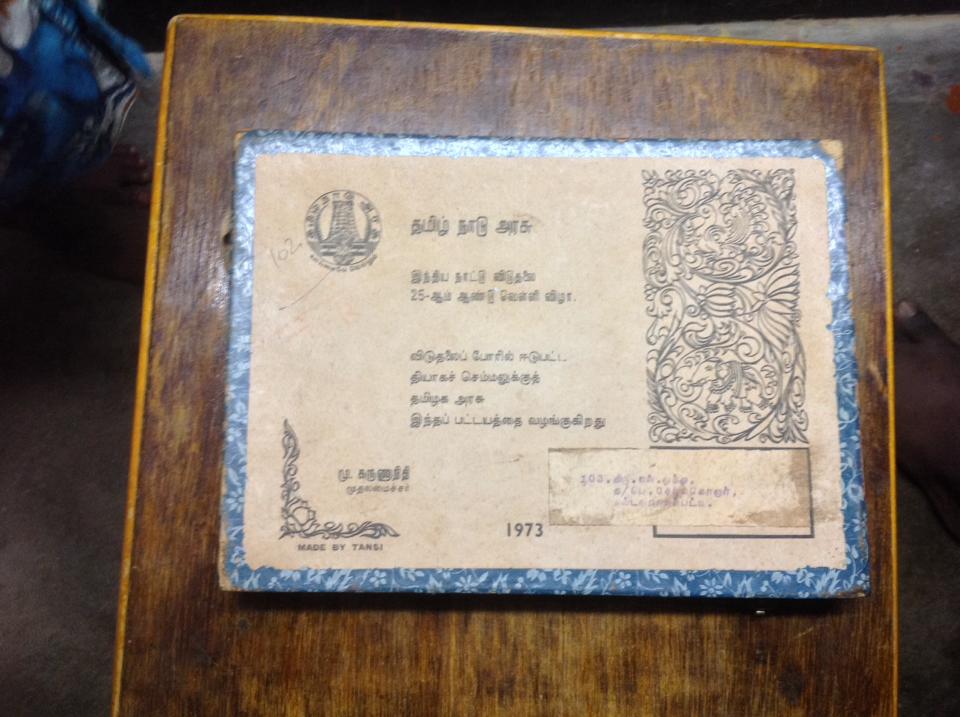 102
தமிழ் நாடு அரசு
இந்திய நாட்டு விடுதலை
25-ஆம் ஆண்டு வெள்ளி விழா.
விடுதலைப் போரில் ஈடுபட்ட
தியாகச் செம்மலுக்குத்
தமிழக அரசு
இந்தப் பட்டயத்தை வழங்குகிறது
மு. கருணாநிதி
முதலமைச்சர்
1973
MADE BY TANSI